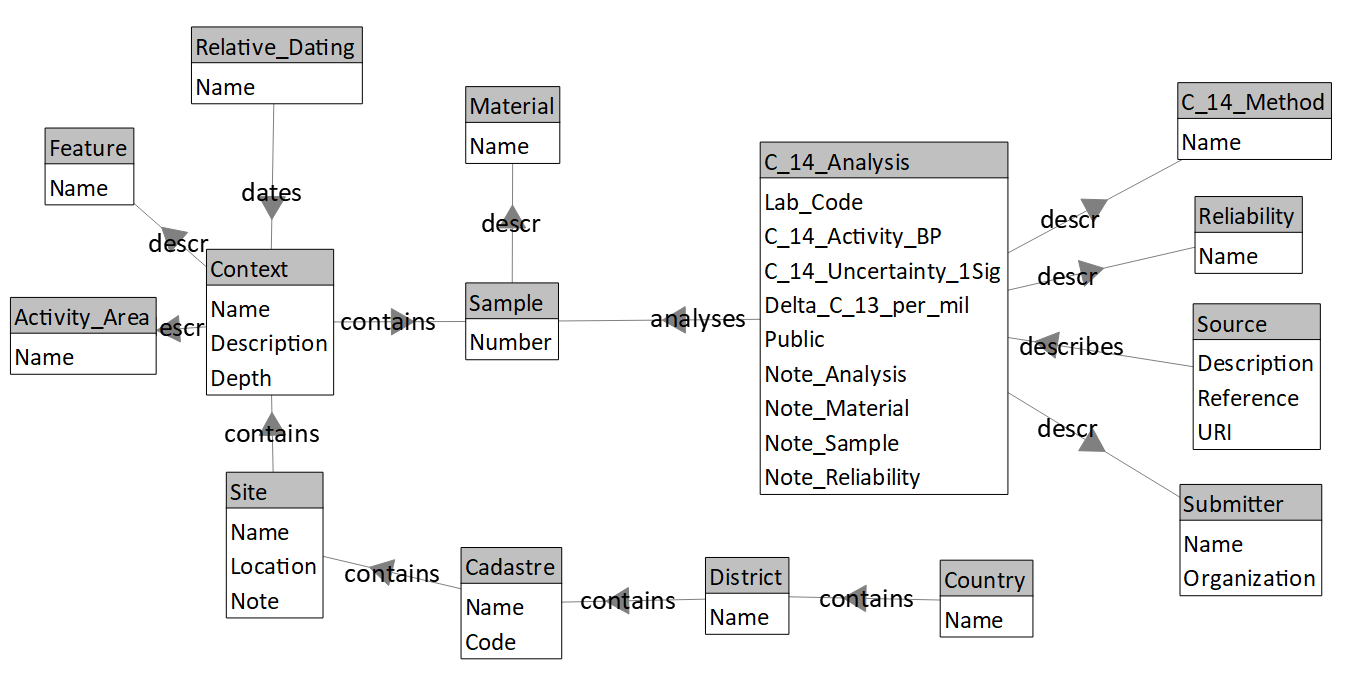 Relative_Dating
Name
Feature
Name
dates
descr
Material
Name
descr
Context
Name
Description
Depth
Activity_Area
Name
escr
contains
Sample
Number
analyses
C_14_Analysis
Lab_Code
C_14_Activity_BP
C_14_Uncertainty_1Sig
Delta_C_13_per_mil
Public
Note_Analysis
Note_Material
Note_Sample
Note_Reliability
C_14_Method
Name
descr
Reliability
Name
descr
Source
Description
Reference
URI
describes
descr
Submitter
Name
Organization
contains
Site
Name
Location
Note
contains
Cadastre
Name
Code
contains
District
Name
contains
Country
Name